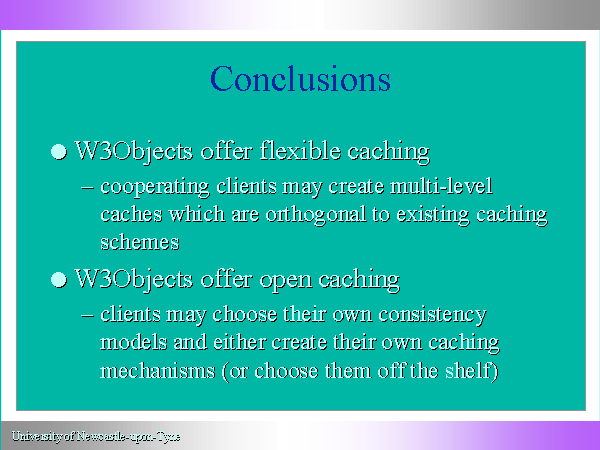 Conclusions
● W3Objects offer flexible caching
– cooperating clients may create multi-level
caches which are orthogonal to existing caching
schemes
● W3Objects offer open caching
– clients may choose their own consistency
models and either create their own caching
mechanisms (or choose them off the shelf)
University of Newcastle-upon-Tyne